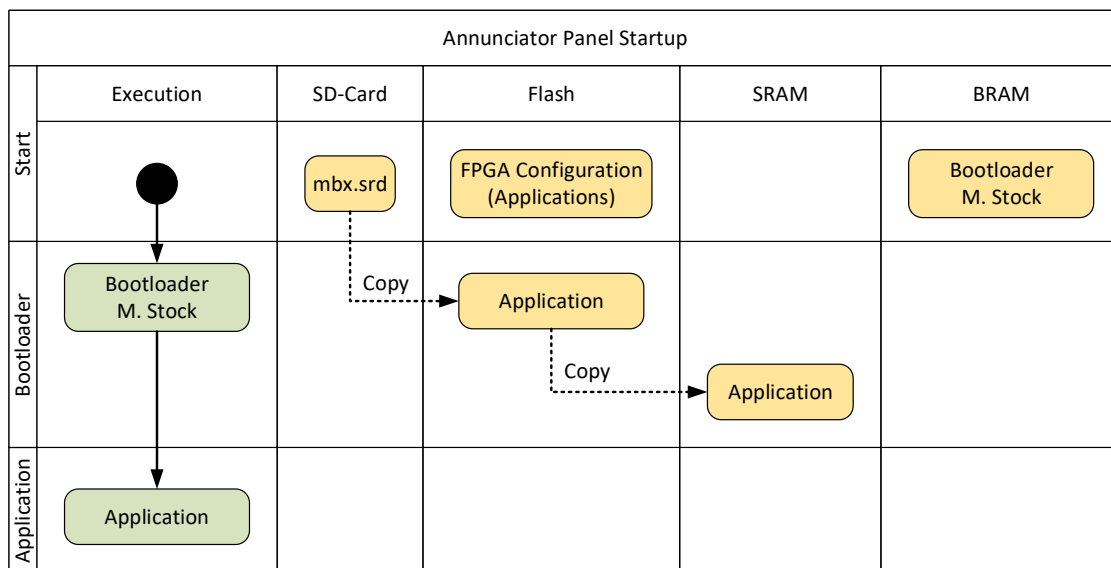 Annunciator Panel Startup
Execution
SD-Card
Flash
SRAM
BRAM
Start
mbx.srd
FPGA Configuration
(Applications)
Bootloader
M. Stock
Bootloader
Bootloader
M. Stock
Copy
Application
Copy
Application
Application
Application